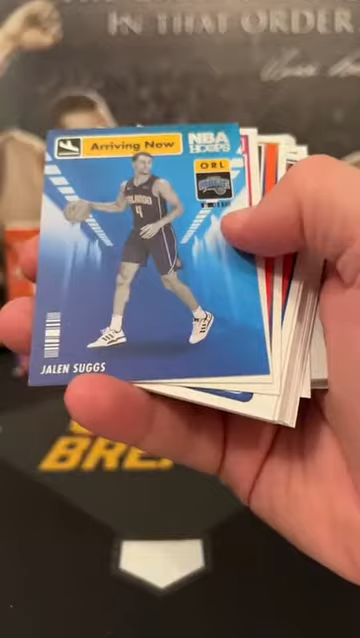 IN THAT ORDER
Arriving Now
NBA
HOOPS
ORL
ORLANDO
4
JALEN SUGGS
BRE